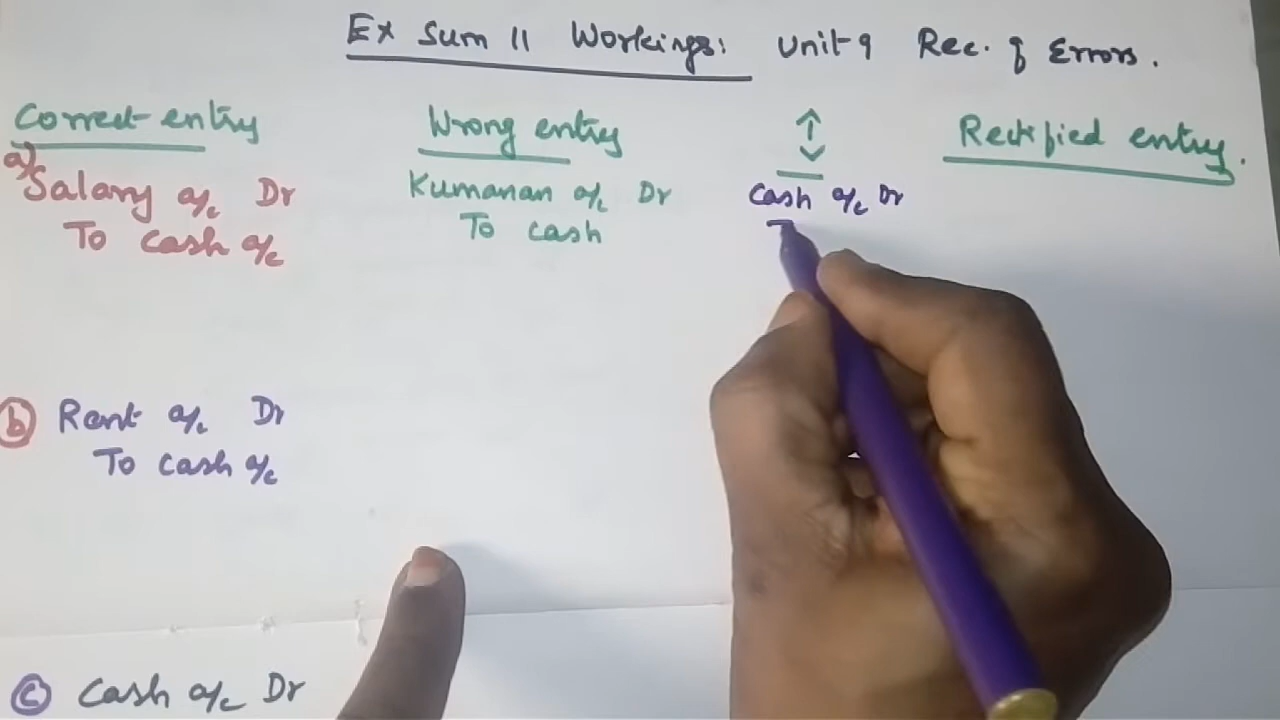 Ex Sum 11 Workings: Unit 9 Rec. of Errors.
Correct entry
Wrong entry
Rectified entry.
a) Salary a/c Dr
To cash a/c
Kumanan a/c Dr
To cash
Cash a/c Dr
b Rent a/c Dr
To cash a/c
c Cash a/c Dr